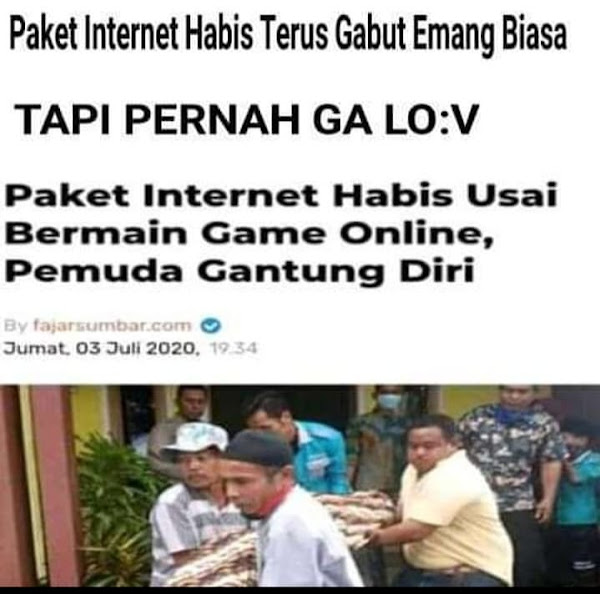 Paket Internet Habis Terus Gabut Emang Biasa
TAPI PERNAH GA LO:V
Paket Internet Habis Usai
Bermain Game Online,
Pemuda Gantung Diri
By fajarsumbar.com
Jumat, 03 Juli 2020, 19.34